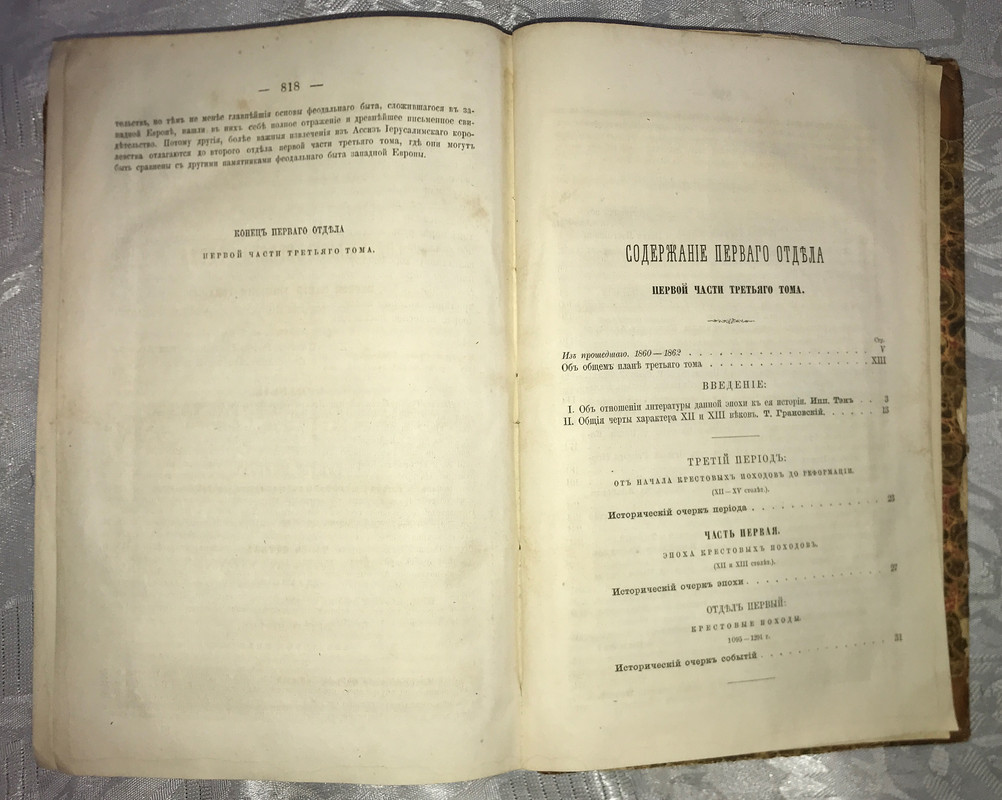 — 818 —
тельства, но тѣмъ не менѣе главнѣйшія основы феодальнаго быта, сложившагося въ за-
падной Европѣ, нашли въ нихъ себѣ полное отраженіе и древнѣйшее письменное сви-
дѣтельство. Потому другія, болѣе важныя извлеченія изъ Ассизъ Іерусалимскаго коро-
левства отлагаются до второго отдѣла первой части третьяго тома, гдѣ они могутъ
быть сравнены съ другими памятниками феодальнаго быта западной Европы.
КОНЕЦЪ ПЕРВАГО ОТДѢЛА
ПЕРВОЙ ЧАСТИ ТРЕТЬЯГО ТОМА.
СОДЕРЖАНІЕ ПЕРВАГО ОТДѢЛА
ПЕРВОЙ ЧАСТИ ТРЕТЬЯГО ТОМА.
Стр.
Изъ прошедшаго. 1860—1862 . . . . . . . . . . . . . . . . . V
Объ общемъ планѣ третьяго тома . . . . . . . . . . . . . . . XIII
ВВЕДЕНІЕ:
I. Объ отношеніи литературы данной эпохи къ ея исторіи. Ипп. Тэнъ . . 3
II. Общія черты характера XII и XIII вѣковъ. Т. Грановскій. . . . . . 15
ТРЕТІЙ ПЕРІОДЪ:
ОТЪ НАЧАЛА КРЕСТОВЫХЪ ПОХОДОВЪ ДО РЕФОРМАЦІИ.
(XII—XV столѣт.).
Историческій очеркъ періода . . . . . . . . . . . . . 21
ЧАСТЬ ПЕРВАЯ.
ЭПОХА КРЕСТОВЫХЪ ПОХОДОВЪ.
(XII и XIII столѣт.).
Историческій очеркъ эпохи . . . . . . . . . . . . . 27
ОТДѢЛЪ ПЕРВЫЙ:
КРЕСТОВЫЕ ПОХОДЫ.
1095—1291 г.
Историческій очеркъ событій . . . . . . . . . . . . 31